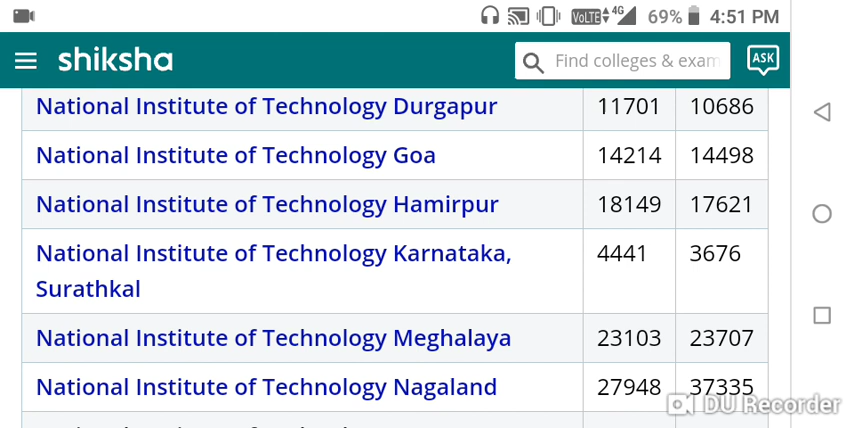 VoLTE 4G 69% 4:51 PM
shiksha
Find colleges & exam
ASK
National Institute of Technology Durgapur 11701 10686
National Institute of Technology Goa 14214 14498
National Institute of Technology Hamirpur 18149 17621
National Institute of Technology Karnataka, 4441 3676
Surathkal
National Institute of Technology Meghalaya 23103 23707
National Institute of Technology Nagaland 27948 37335
DU Recorder